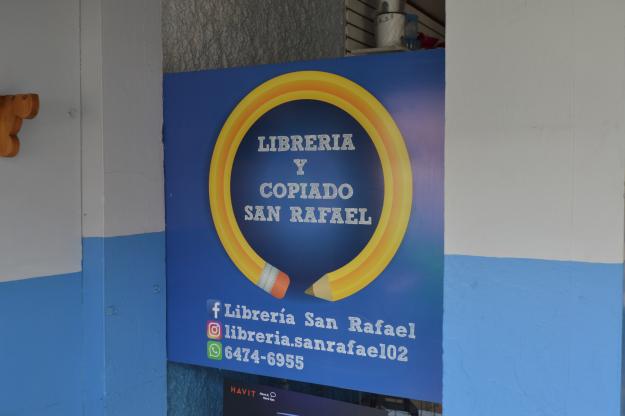 LIBRERIA
Y
COPIADO
SAN RAFAEL
Librería San Rafael
libreria.sanrafael02
6474-6955
HAVIT